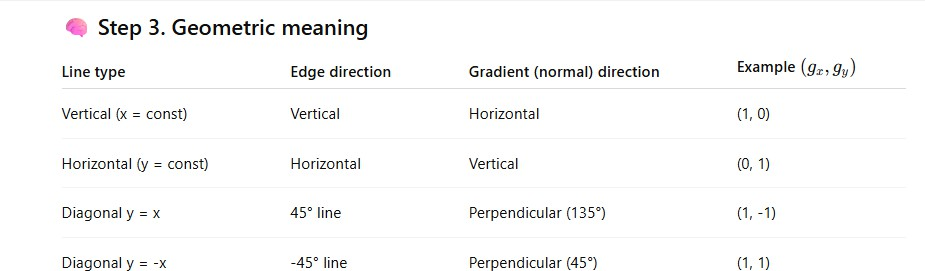 🧠 Step 3. Geometric meaning
Line type Edge direction Gradient (normal) direction Example (gₓ, gᵧ)
Vertical (x = const) Vertical Horizontal (1, 0)
Horizontal (y = const) Horizontal Vertical (0, 1)
Diagonal y = x 45° line Perpendicular (135°) (1, -1)
Diagonal y = -x -45° line Perpendicular (45°) (1, 1)